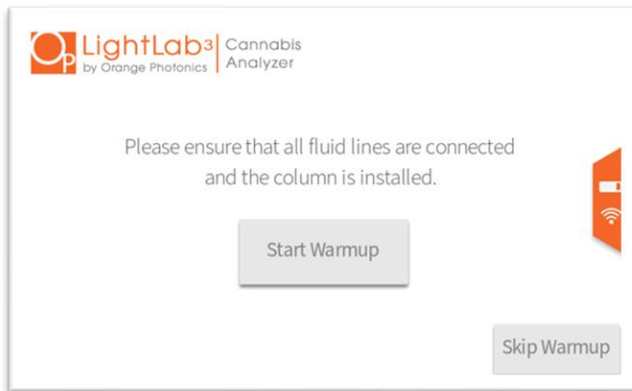 OP LightLab3 Cannabis
by Orange Photonics Analyzer
Please ensure that all fluid lines are connected
and the column is installed.
Start Warmup
Skip Warmup